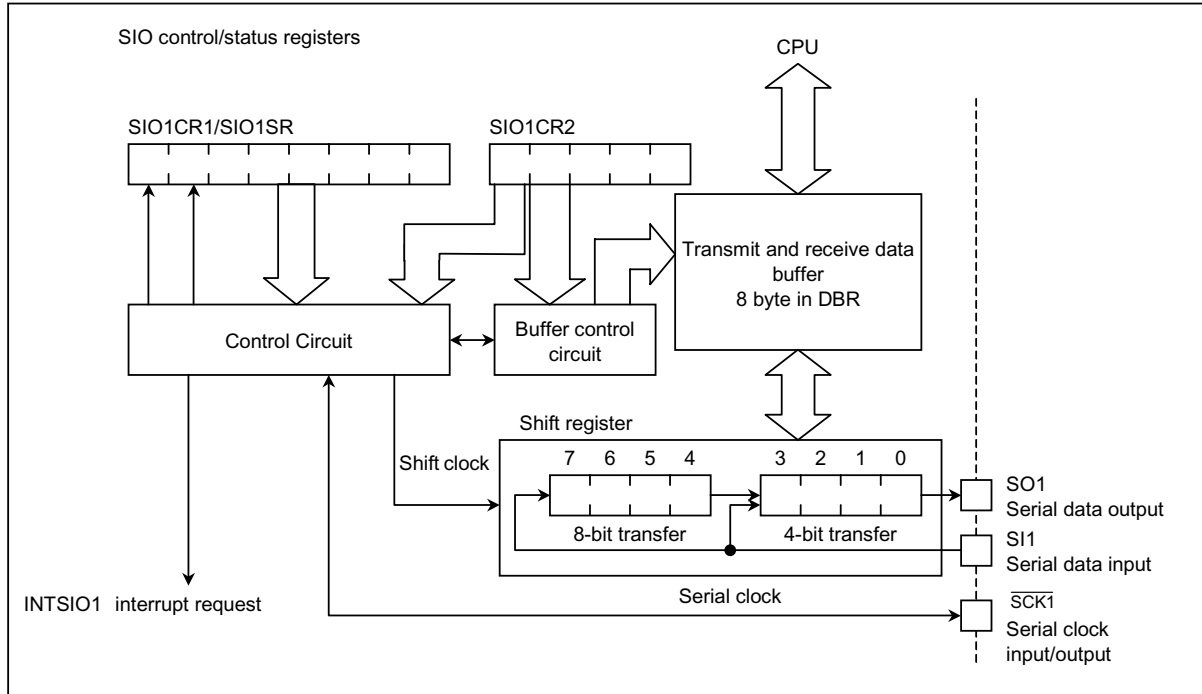 SIO control/status registers
CPU
SIO1CR1/SIO1SR
SIO1CR2
Transmit and receive data
buffer
8 byte in DBR
Control Circuit
Buffer control
circuit
Shift register
Shift clock
7 6 5 4
3 2 1 0
8-bit transfer
4-bit transfer
SO1
Serial data output
SI1
Serial data input
INTSIO1 interrupt request
Serial clock
SCK1
Serial clock
input/output